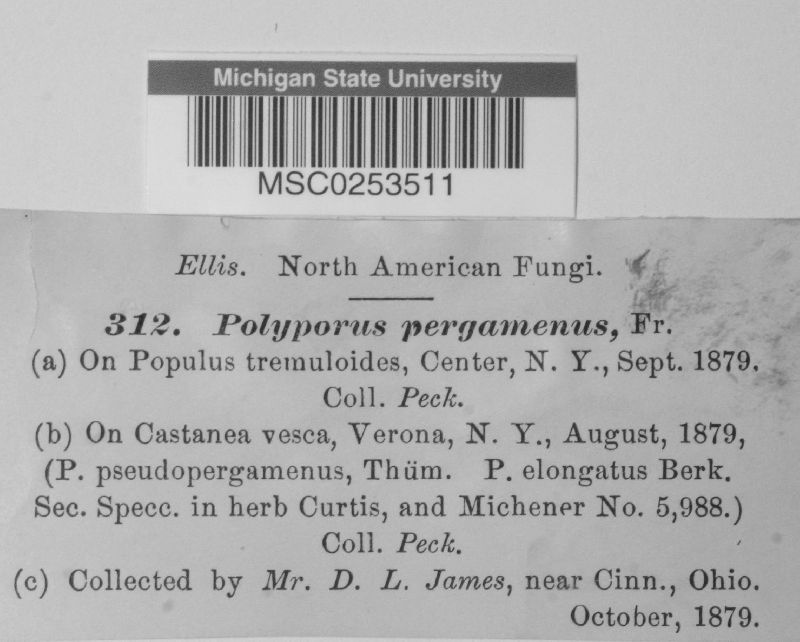 Michigan State University
MSC0253511
Ellis. North American Fungi.
312. Polyporus pergamenus, Fr.
(a) On Populus tremuloides, Center, N. Y., Sept. 1879.
Coll. Peck.
(b) On Castanea vesca, Verona, N. Y., August, 1879,
(P. pseudopergamenus, Thüm. P. elongatus Berk.
Sec. Specc. in herb Curtis, and Michener No. 5,988.)
Coll. Peck.
(c) Collected by Mr. D. L. James, near Cinn., Ohio.
October, 1879.